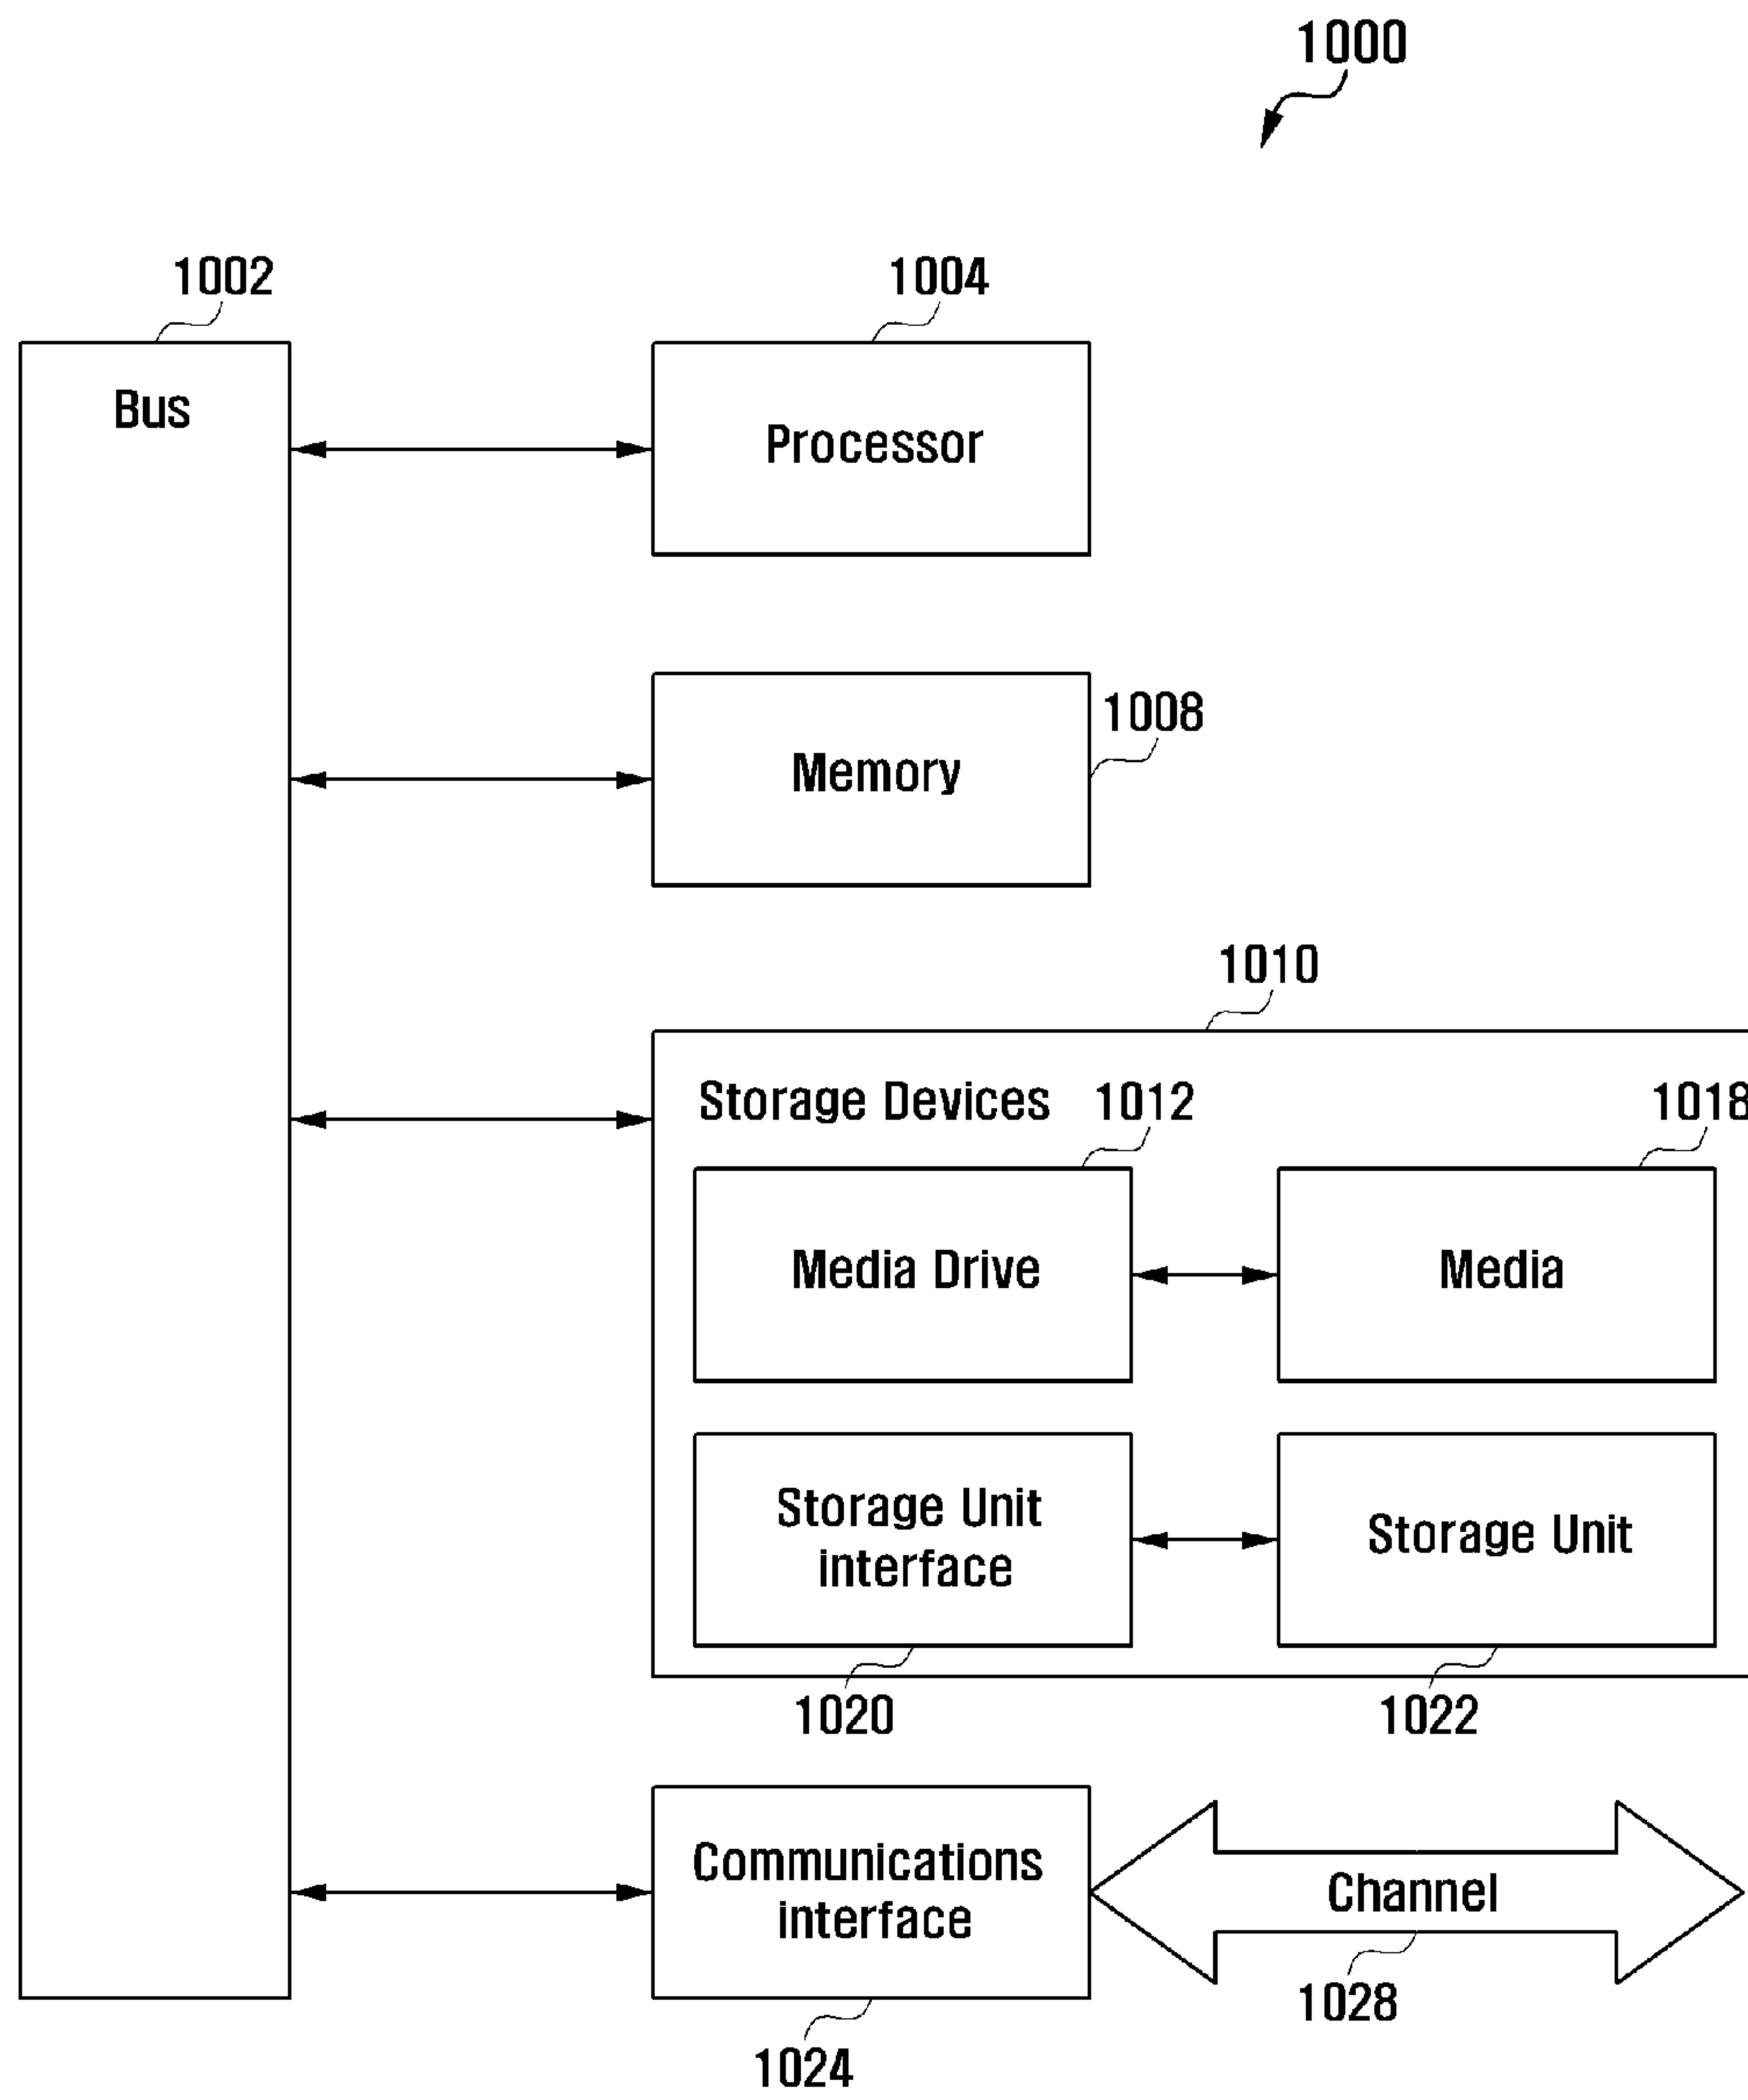 1000
1002
1004
Bus
Processor
1008
Memory
1010
Storage Devices
1012
1018
Media Drive
Media
Storage Unit
interface
Storage Unit
1020
1022
Communications
interface
Channel
1028
1024